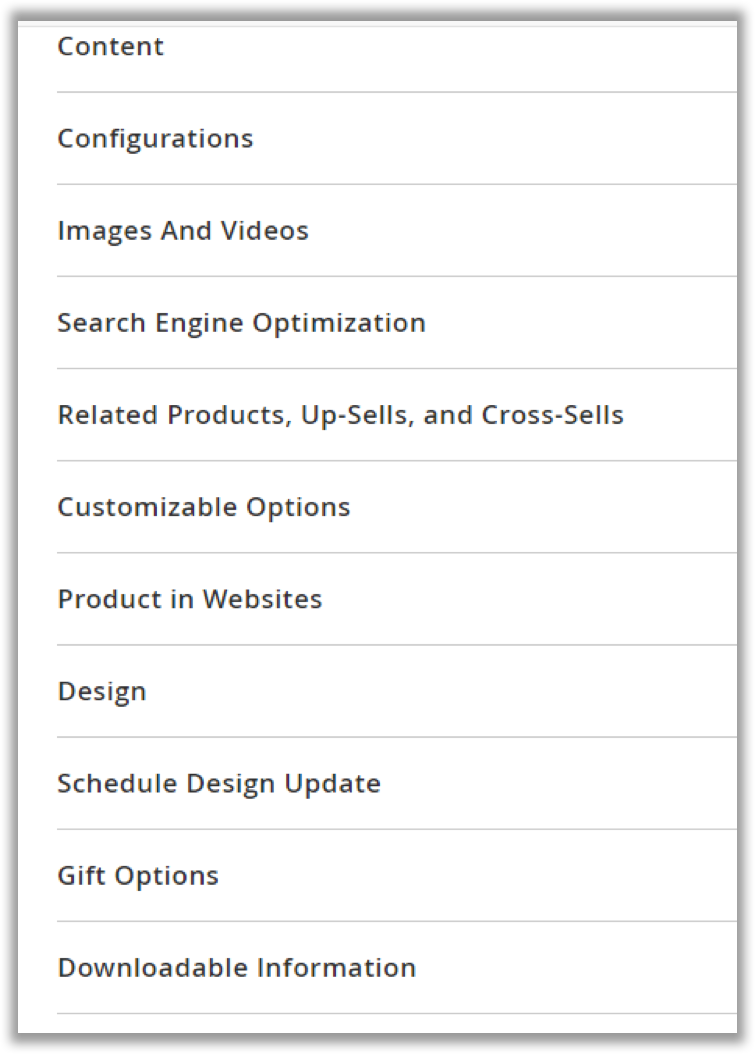 Content
Configurations
Images And Videos
Search Engine Optimization
Related Products, Up-Sells, and Cross-Sells
Customizable Options
Product in Websites
Design
Schedule Design Update
Gift Options
Downloadable Information